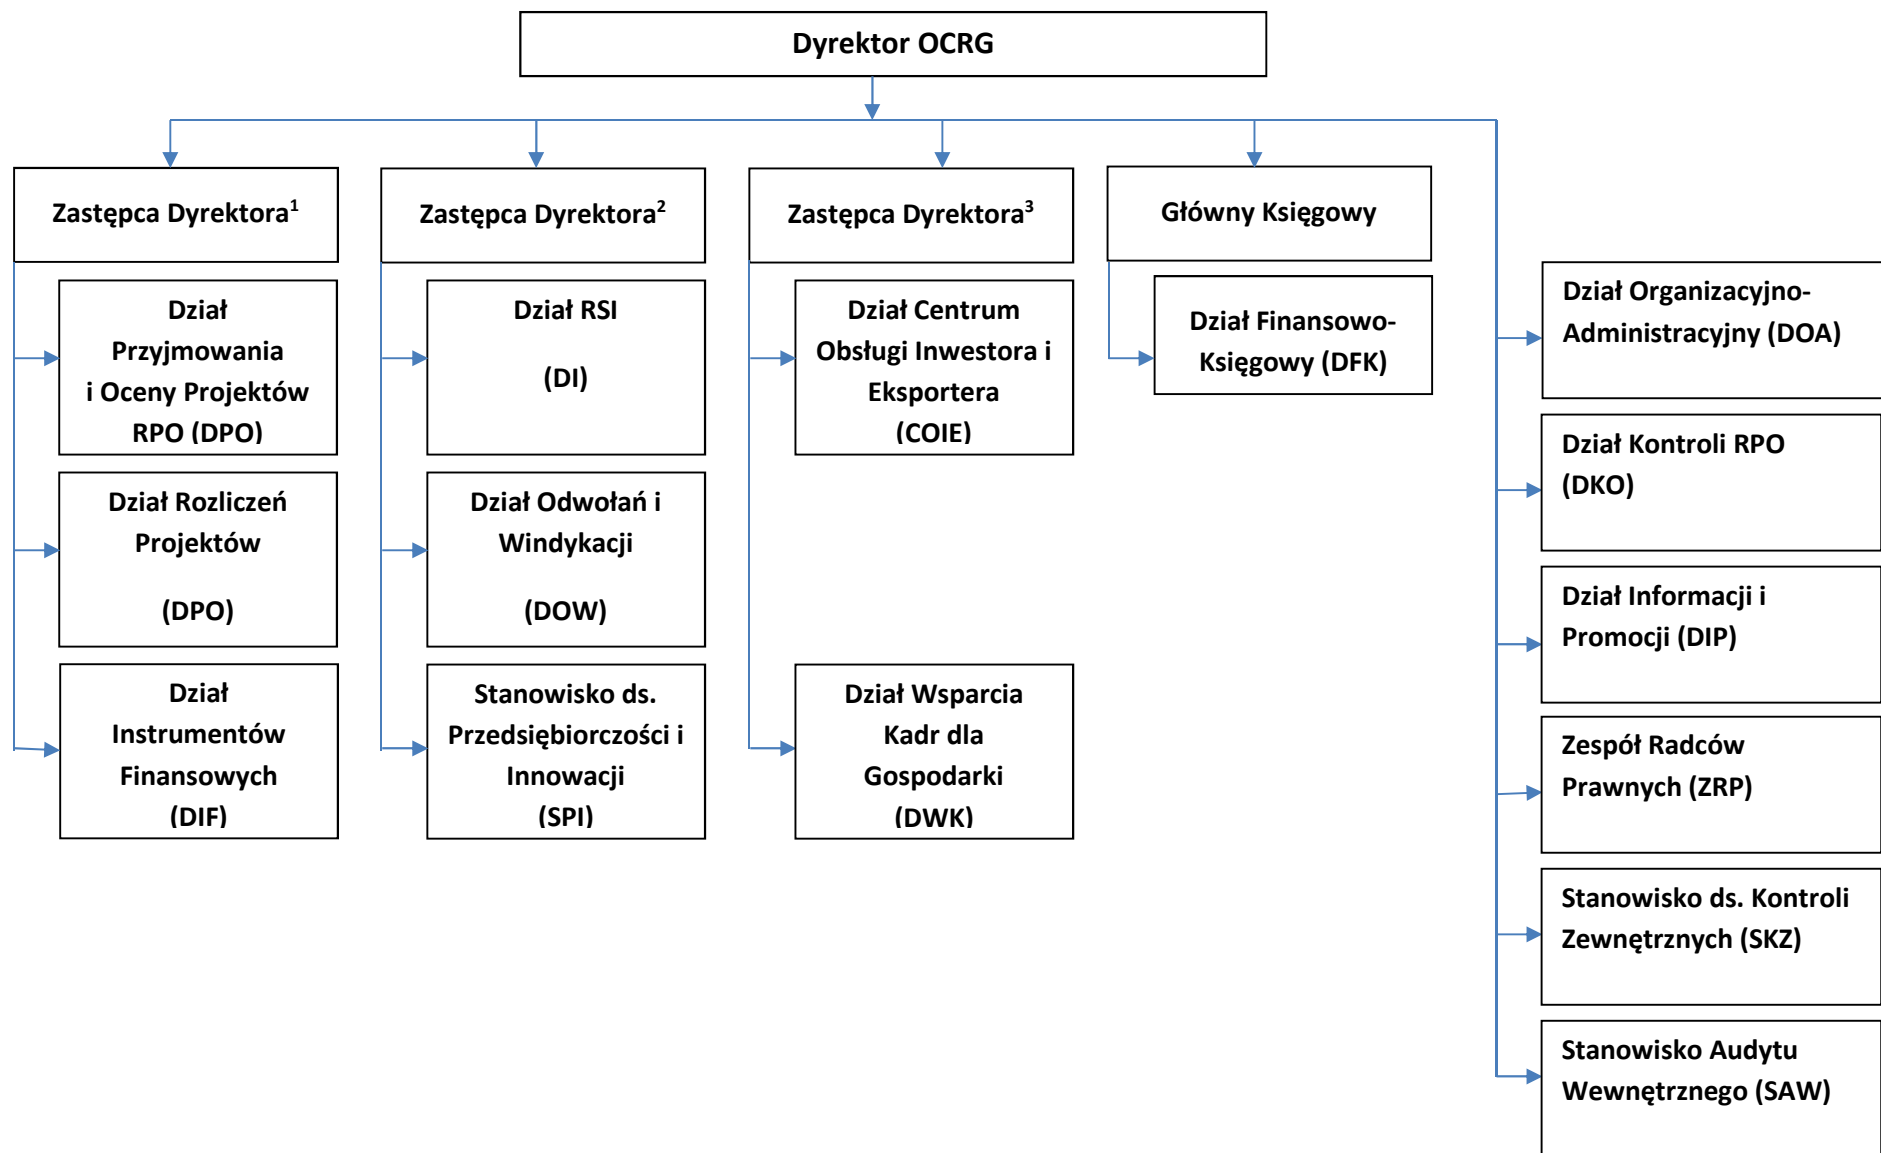 Dyrektor OCRG
Zastępca Dyrektora¹
Dział
Przyjmowania
i Oceny Projektów
RPO (DPO)
Dział Rozliczeń
Projektów
(DPO)
Dział
Instrumentów
Finansowych
(DIF)
Zastępca Dyrektora²
Dział RSI
(DI)
Dział Odwołań i
Windykacji
(DOW)
Stanowisko ds.
Przedsiębiorczości i
Innowacji
(SPI)
Zastępca Dyrektora³
Dział Centrum
Obsługi Inwestora i
Eksportera
(COIE)
Dział Wsparcia
Kadr dla
Gospodarki
(DWK)
Główny Księgowy
Dział Finansowo-
Księgowy (DFK)
Dział Organizacyjno-
Administracyjny (DOA)
Dział Kontroli RPO
(DKO)
Dział Informacji i
Promocji (DIP)
Zespół Radców
Prawnych (ZRP)
Stanowisko ds. Kontroli
Zewnętrznych (SKZ)
Stanowisko Audytu
Wewnętrznego (SAW)